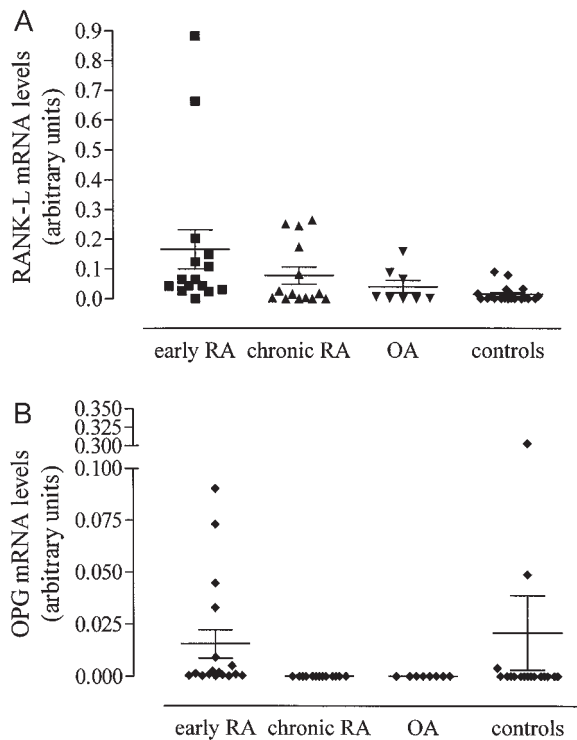 A
RANK-L mRNA levels
(arbitrary units)
0.9
0.8
0.7
0.6
0.5
0.4
0.3
0.2
0.1
0.0
early RA chronic RA OA controls
B
OPG mRNA levels
(arbitrary units)
0.350
0.325
0.300
0.100
0.075
0.050
0.025
0.000
early RA chronic RA OA controls